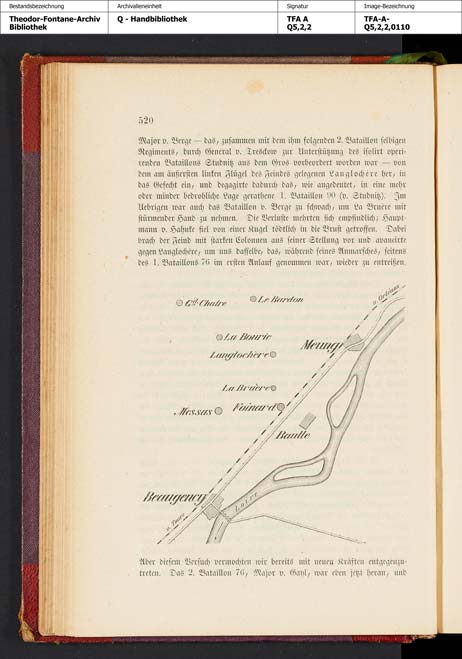 Bestandsbezeichnung
Theodor-Fontane-Archiv
Bibliothek
Archivalieneinheit
Q - Handbibliothek
Signatur
TFA A
Q5,2,2
Image-Bezeichnung
TFA-A-
Q5,2,2,0110
520
Major v. Berge — das, zusammen mit dem ihm folgenden 2. Bataillon selbigen
Regiments, durch General v. Tresckow zur Unterstützung des isolirt operi-
renden Bataillons Studnitz aus dem Gros vorbeordert worden war — von
dem am äußersten linken Flügel des Feindes gelegenen Langlochère her, in
das Gefecht ein, und degagirte dadurch das, wie angedeutet, in eine mehr
oder minder bedrohliche Lage gerathene 1. Bataillon 90 (v. Studnitz). Im
Uebrigen war auch das Bataillon v. Berge zu schwach, um La Bruère mit
stürmender Hand zu nehmen. Die Verluste mehrten sich empfindlich; Haupt-
mann v. Hahnke fiel von einer Kugel tödtlich in die Brust getroffen. Dabei
brach der Feind mit starken Colonnen aus seiner Stellung vor und avancirte
gegen Langlochère, um uns dasselbe, das, während seines Anmarsches, seitens
des 1. Bataillons 76 im ersten Anlauf genommen war, wieder zu entreißen.
Gd. Chatre
Le Bardon
n. Orléans
La Bourie
Meung
Langlochère
La Bruère
Messas
Foinard
Baulle
Beaugency
Loire
v. Tours
Aber diesem Versuch vermochten wir bereits mit neuen Kräften entgegenzu-
treten. Das 2. Bataillon 76, Major v. Gayl, war eben jetzt heran, und